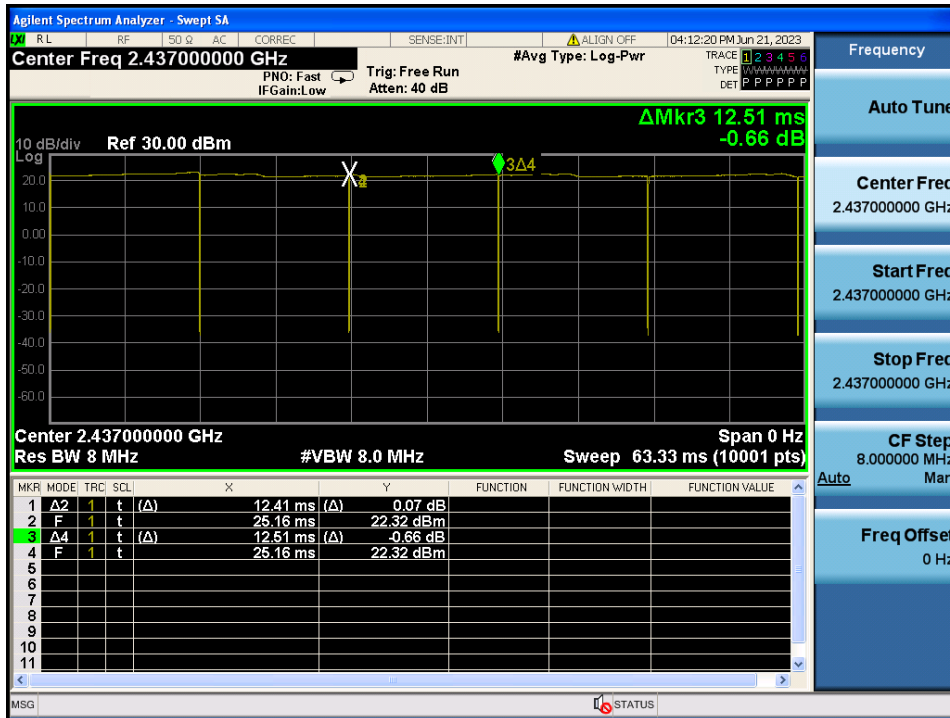 Agilent Spectrum Analyzer - Swept SA
LXI RL RF 50 Ω AC CORREC SENSE:INT ALIGN OFF 04:12:20 PM Jun 21, 2023
Center Freq 2.437000000 GHz
PNO: Fast
IFGain:Low
Trig: Free Run
Atten: 40 dB
#Avg Type: Log-Pwr
TRACE 1 2 3 4 5 6
TYPE WWWWWW
DET P P P P P P
ΔMkr3 12.51 ms
-0.66 dB
10 dB/div Ref 30.00 dBm
Log
3Δ4
20.0
10.0
0.00
-10.0
-20.0
-30.0
-40.0
-50.0
-60.0
Center 2.437000000 GHz Span 0 Hz
Res BW 8 MHz #VBW 8.0 MHz Sweep 63.33 ms (10001 pts)
MKR MODE TRC SCL X Y FUNCTION FUNCTION WIDTH FUNCTION VALUE
1 Δ2 1 t (Δ) 12.41 ms (Δ) 0.07 dB
2 F 1 t 25.16 ms 22.32 dBm
3 Δ4 1 t (Δ) 12.51 ms (Δ) -0.66 dB
4 F 1 t 25.16 ms 22.32 dBm
5
6
7
8
9
10
11
MSG STATUS
Frequency
Auto Tune
Center Freq
2.437000000 GHz
Start Freq
2.437000000 GHz
Stop Freq
2.437000000 GHz
CF Step
8.000000 MHz
Auto Man
Freq Offset
0 Hz